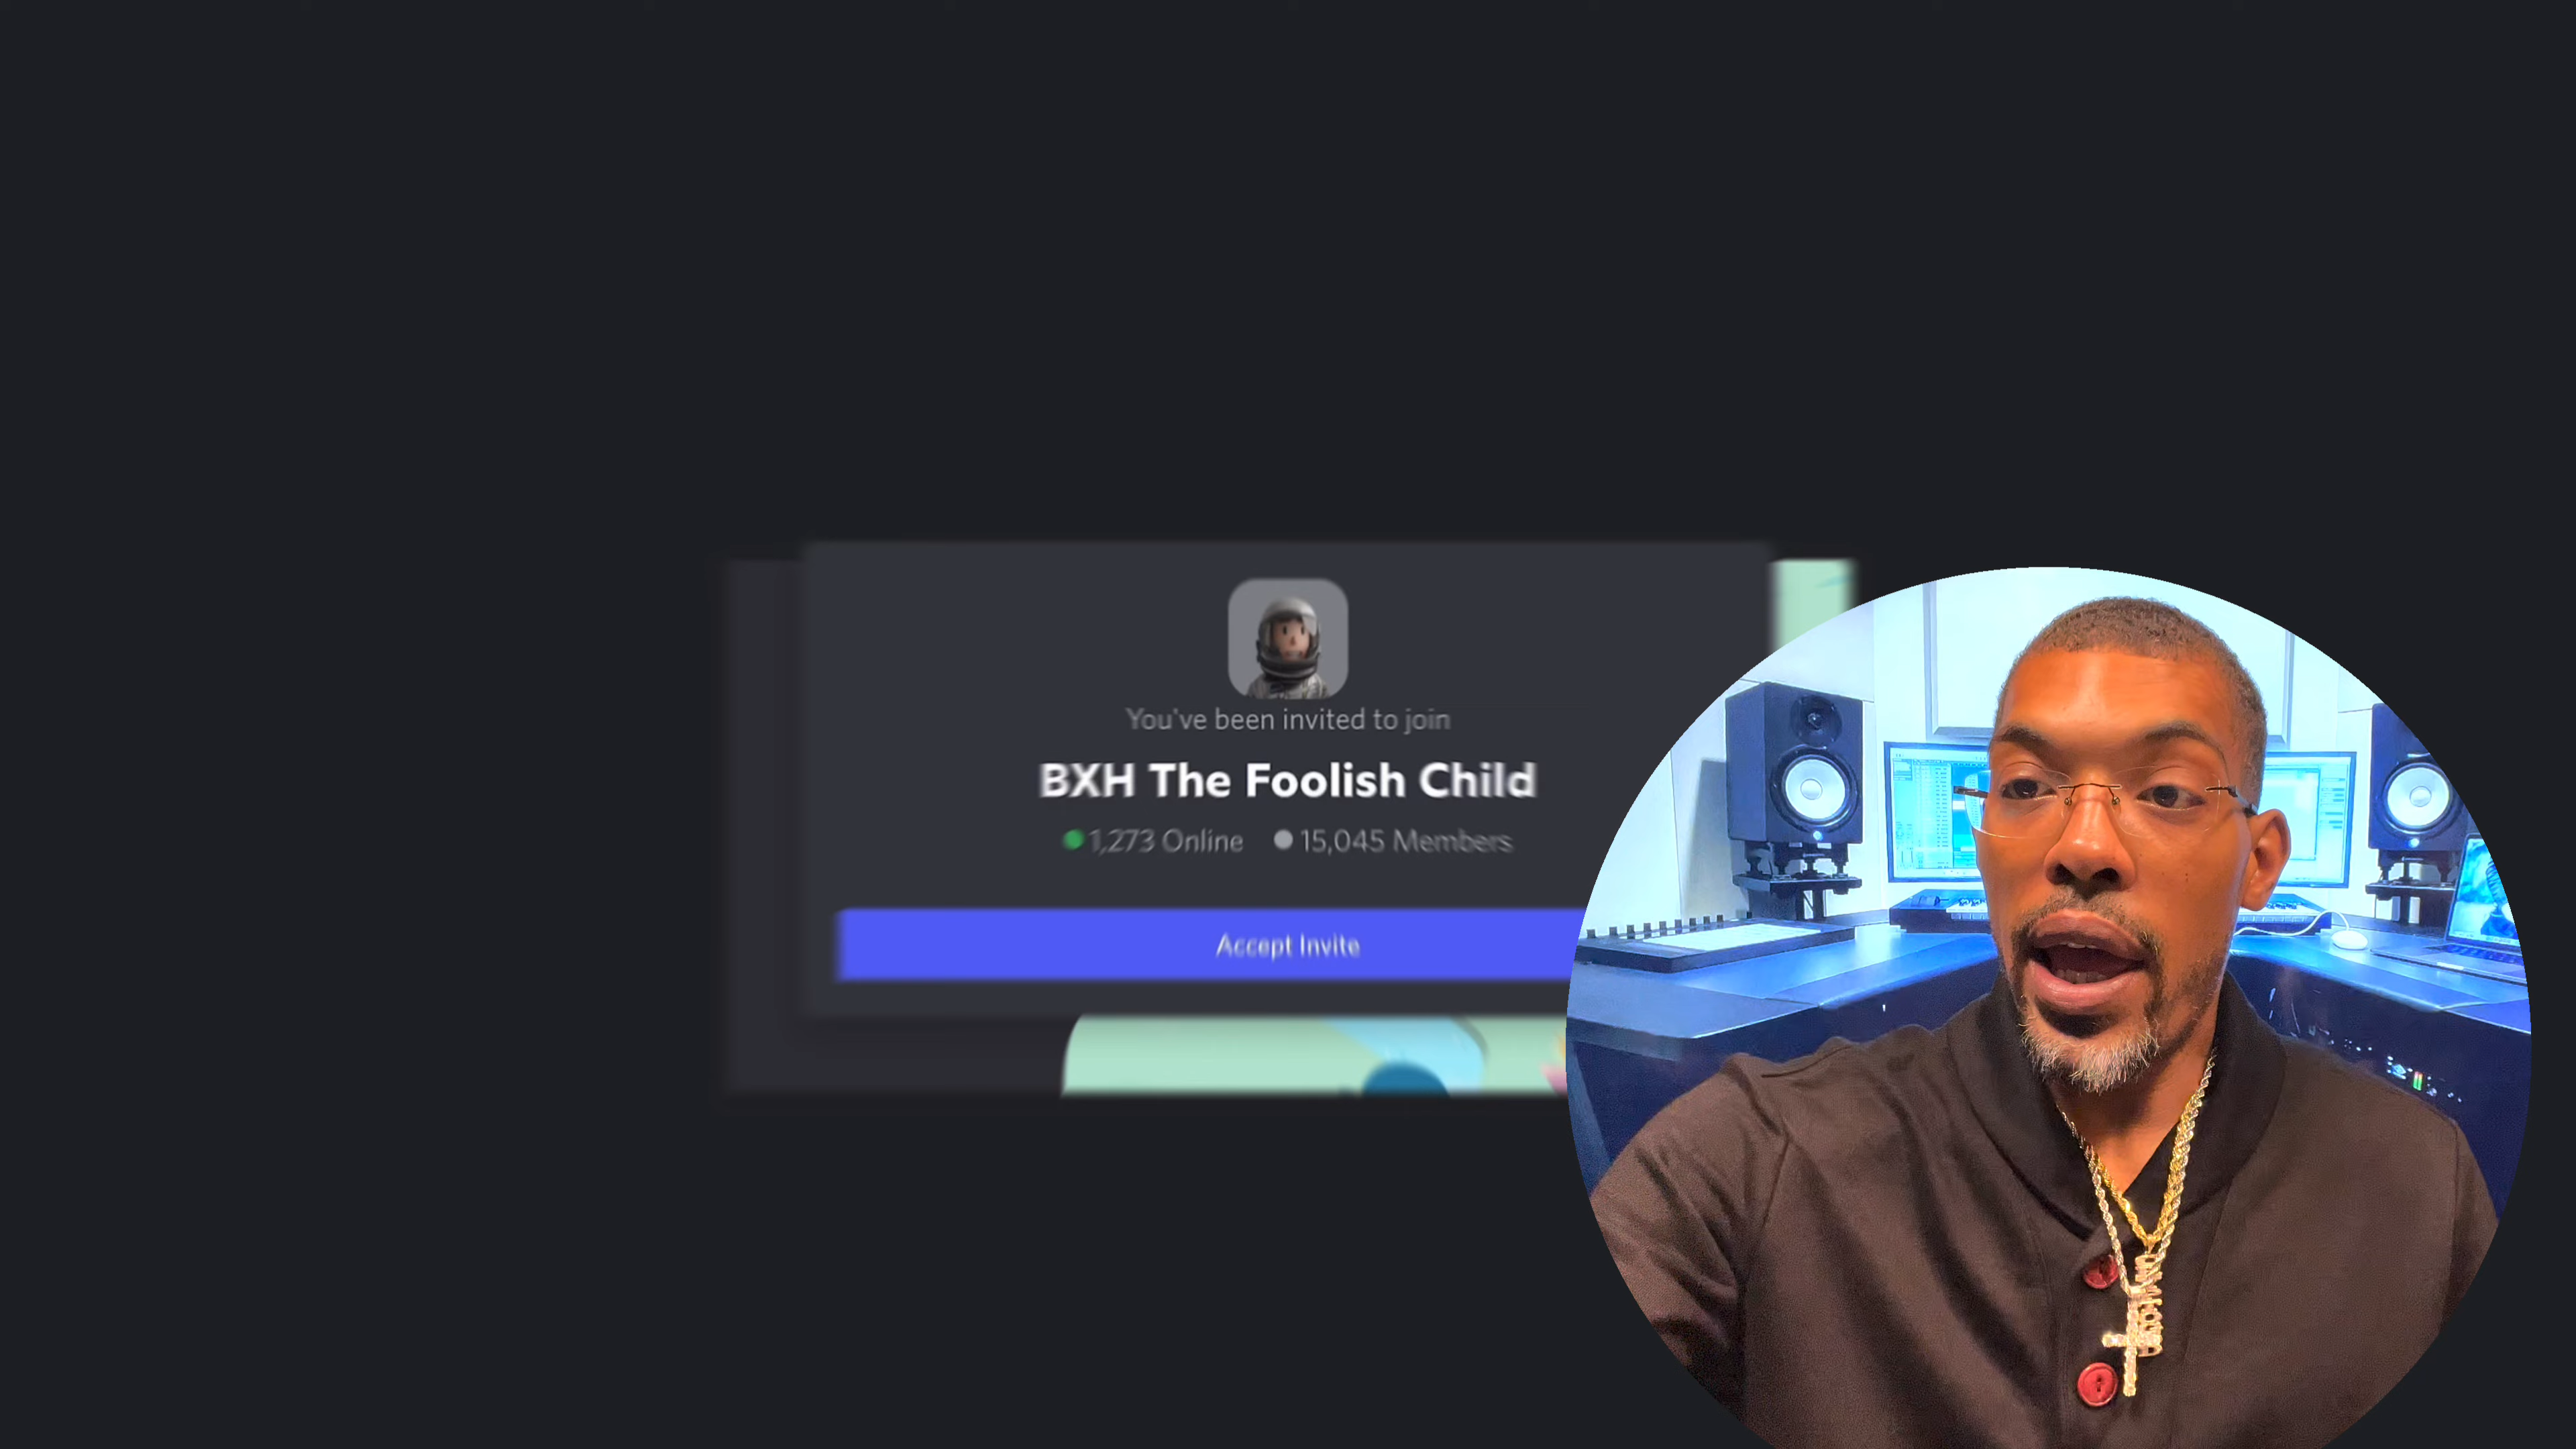 You've been invited to join
BXH The Foolish Child
1,273 Online 15,045 Members
Accept Invite